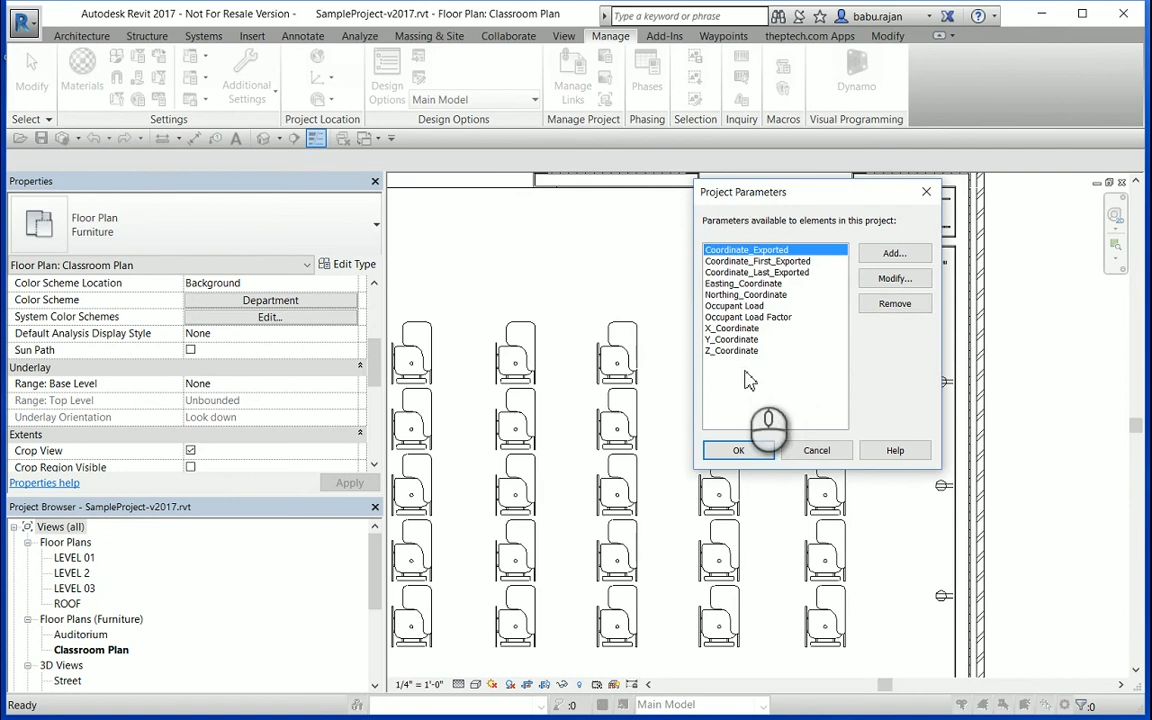 Autodesk Revit 2017 - Not For Resale Version - SampleProject-v2017.rvt - Floor Plan: Classroom Plan
Type a keyword or phrase
babu.rajan
Architecture Structure Systems Insert Annotate Analyze Massing & Site Collaborate View Manage Add-Ins Waypoints theptech.com Apps Modify
Modify
Materials
Additional Settings
Design Options
Main Model
Manage Links
Phases
Dynamo
Select
Settings
Project Location
Design Options
Manage Project
Phasing
Selection
Inquiry
Macros
Visual Programming
Properties
Floor Plan
Furniture
Floor Plan: Classroom Plan
Edit Type
Color Scheme Location Background
Color Scheme Department
System Color Schemes Edit...
Default Analysis Display Style None
Sun Path
Underlay
Range: Base Level None
Range: Top Level Unbounded
Underlay Orientation Look down
Extents
Crop View
Crop Region Visible
Properties help
Apply
Project Browser - SampleProject-v2017.rvt
Views (all)
Floor Plans
LEVEL 01
LEVEL 2
LEVEL 03
ROOF
Floor Plans (Furniture)
Auditorium
Classroom Plan
3D Views
Street
Project Parameters
Parameters available to elements in this project:
Coordinate_Exported
Coordinate_First_Exported
Coordinate_Last_Exported
Easting_Coordinate
Northing_Coordinate
Occupant Load
Occupant Load Factor
X_Coordinate
Y_Coordinate
Z_Coordinate
Add...
Modify...
Remove
OK
Cancel
Help
1/4" = 1'-0"
Ready
:0
Main Model
:0